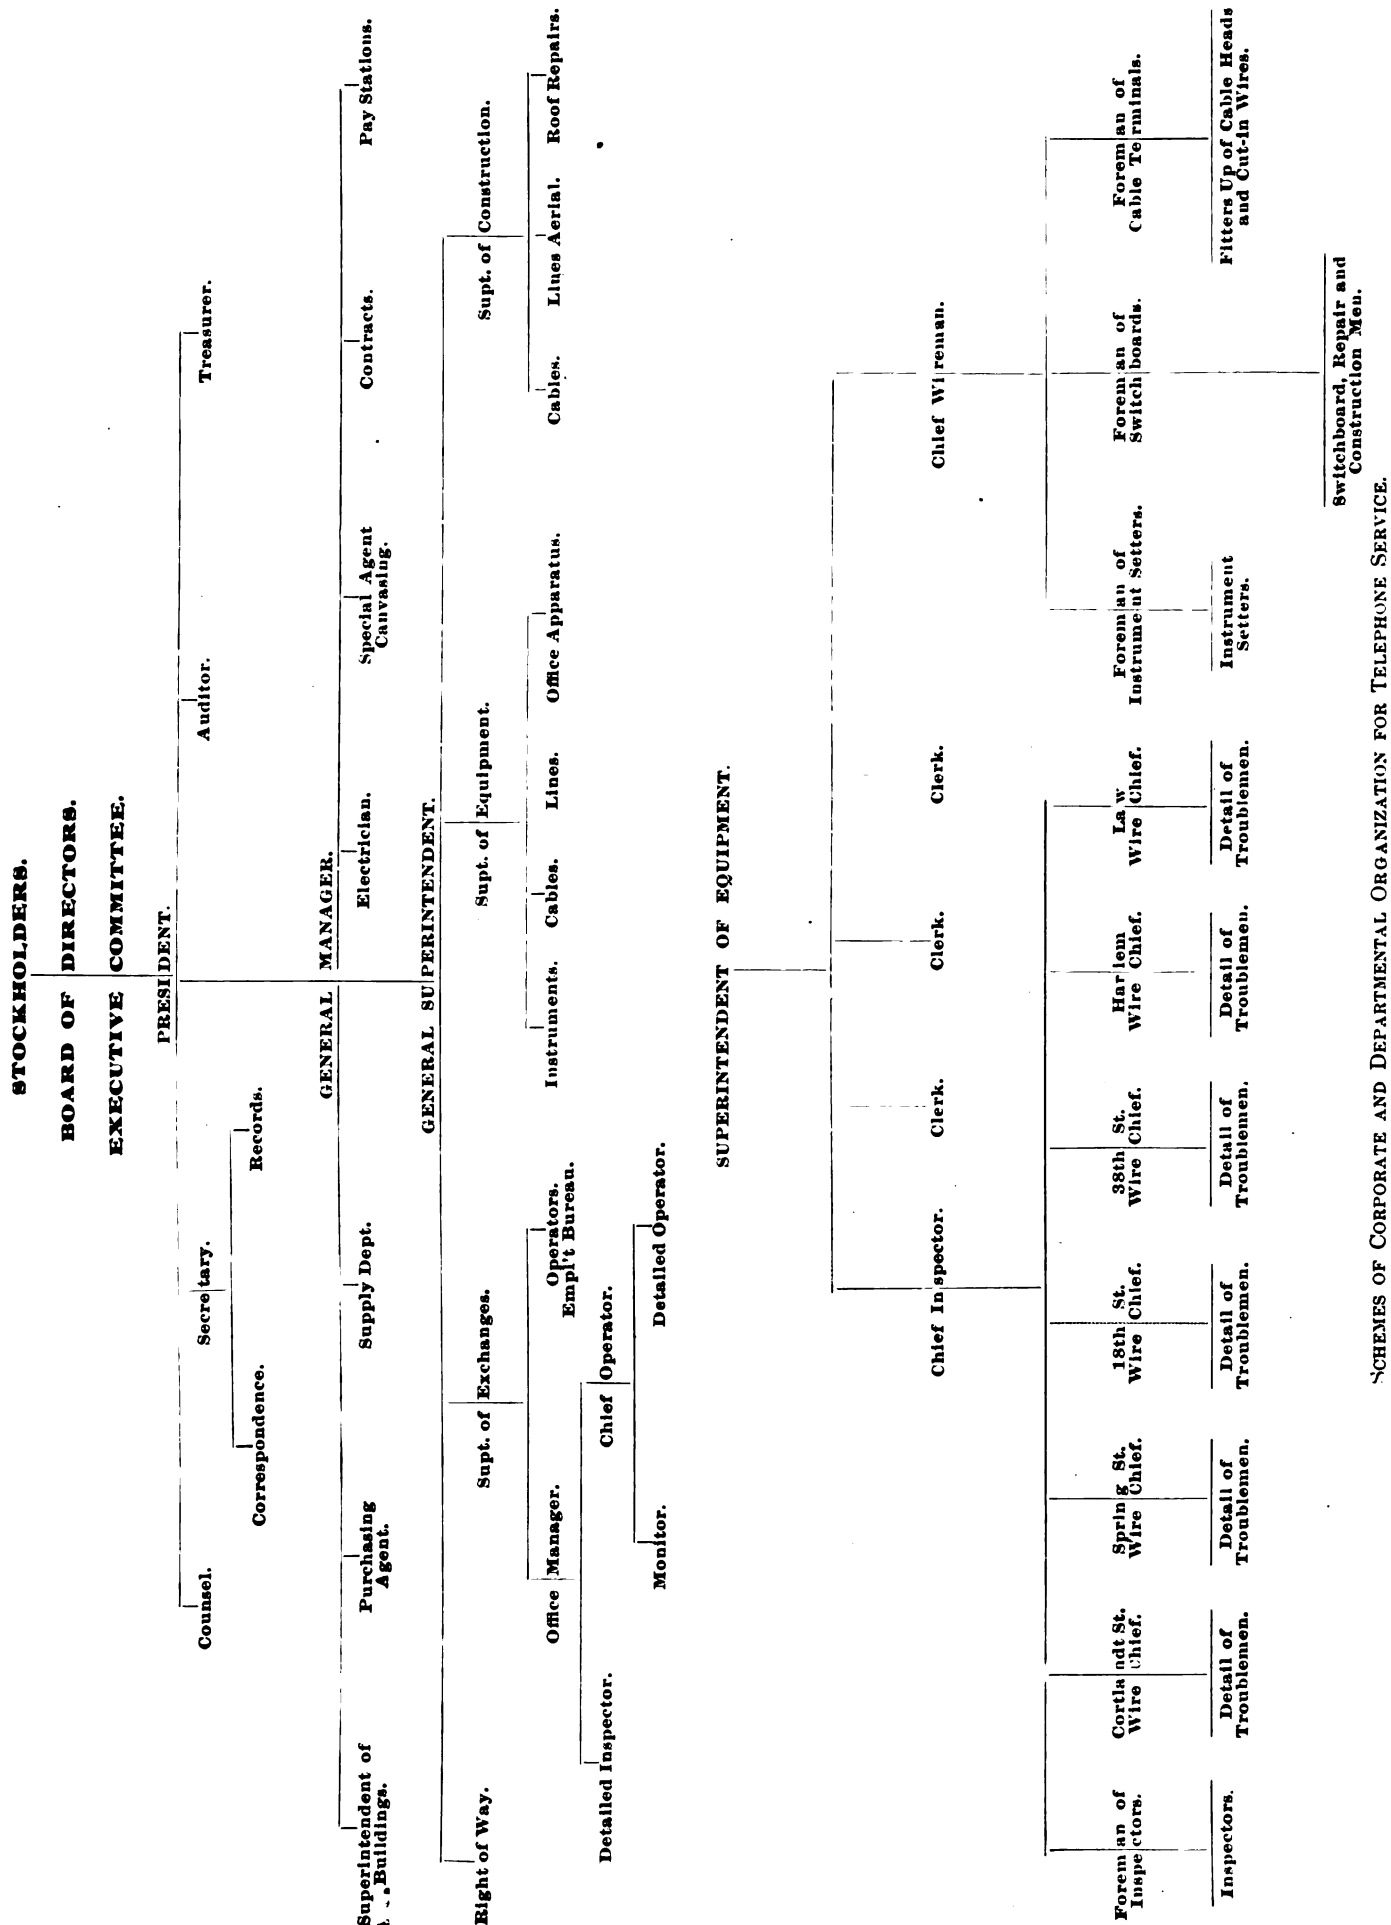 STOCKHOLDERS.
BOARD OF DIRECTORS.
EXECUTIVE COMMITTEE.
PRESIDENT.
Counsel.
Secretary.
Auditor.
Treasurer.
Correspondence.
Records.
GENERAL MANAGER.
Superintendent of
Buildings.
Purchasing
Agent.
Supply Dept.
Electrician.
Special Agent
Canvasing.
Contracts.
Pay Stations.
GENERAL SUPERINTENDENT.
Right of Way.
Supt. of Exchanges.
Supt. of Equipment.
Supt. of Construction.
Office Manager.
Operators.
Empl't Bureau.
Instruments.
Cables.
Lines.
Office Apparatus.
Cables.
Lines Aerial.
Roof Repairs.
Detailed Inspector.
Chief Operator.
Monitor.
Detailed Operator.
SUPERINTENDENT OF EQUIPMENT.
Chief Inspector.
Clerk.
Clerk.
Clerk.
Chief Wireman.
Foreman of
Inspectors.
Cortlandt St.
Wire Chief.
Spring St.
Wire Chief.
18th St.
Wire Chief.
38th St.
Wire Chief.
Harlem
Wire Chief.
Law
Wire Chief.
Foreman of
Instrument Setters.
Foreman of
Switchboards.
Foreman of
Cable Terminals.
Inspectors.
Detail of
Troublemen.
Detail of
Troublemen.
Detail of
Troublemen.
Detail of
Troublemen.
Detail of
Troublemen.
Detail of
Troublemen.
Instrument
Setters.
Fitters Up of Cable Heads
and Cut-in Wires.
Switchboard, Repair and
Construction Men.
SCHEMES OF CORPORATE AND DEPARTMENTAL ORGANIZATION FOR TELEPHONE SERVICE.